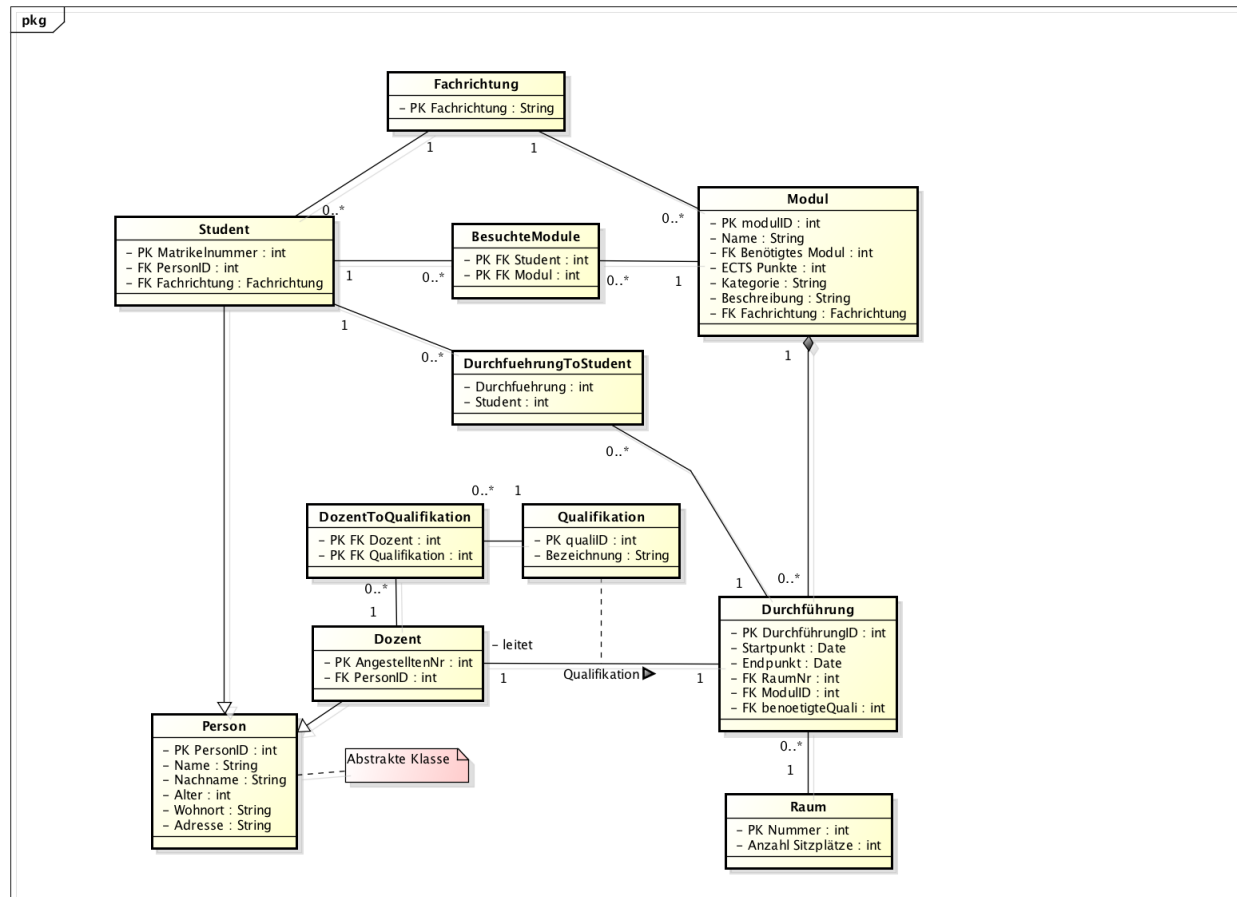 pkg
Fachrichtung
- PK Fachrichtung : String
1
1
0..*
0..*
Student
- PK Matrikelnummer : int
- FK PersonID : int
- FK Fachrichtung : Fachrichtung
BesuchteModule
- PK FK Student : int
- PK FK Modul : int
Modul
- PK modulID : int
- Name : String
- FK Benötigtes Modul : int
- ECTS Punkte : int
- Kategorie : String
- Beschreibung : String
- FK Fachrichtung : Fachrichtung
1
0..*
0..*
1
1
0..*
1
DurchfuehrungToStudent
- Durchfuehrung : int
- Student : int
0..*
0..*
1
DozentToQualifikation
- PK FK Dozent : int
- PK FK Qualifikation : int
Qualifikation
- PK qualiID : int
- Bezeichnung : String
0..*
1
1
0..*
Dozent
- PK AngestelltenNr : int
- FK PersonID : int
- leitet
1
Qualifikation
1
Durchführung
- PK DurchführungID : int
- Startpunkt : Date
- Endpunkt : Date
- FK RaumNr : int
- FK ModulID : int
- FK benoetigteQuali : int
Person
- PK PersonID : int
- Name : String
- Nachname : String
- Alter : int
- Wohnort : String
- Adresse : String
Abstrakte Klasse
0..*
1
Raum
- PK Nummer : int
- Anzahl Sitzplätze : int